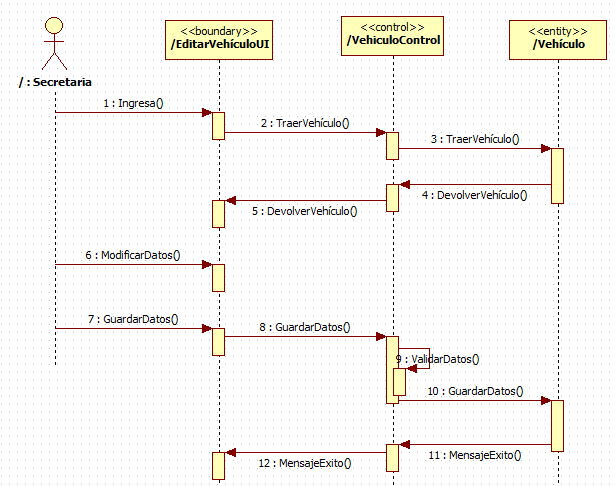 <<boundary>>
/EditarVehículoUI
<<control>>
/VehiculoControl
<<entity>>
/Vehículo
/ : Secretaria
1 : Ingresa()
2 : TraerVehículo()
3 : TraerVehículo()
4 : DevolverVehículo()
5 : DevolverVehículo()
6 : ModificarDatos()
7 : GuardarDatos()
8 : GuardarDatos()
9 : ValidarDatos()
10 : GuardarDatos()
11 : MensajeExito()
12 : MensajeExito()